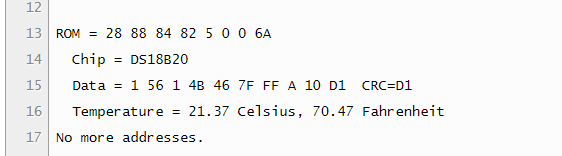 12
13 ROM = 28 88 84 82 5 0 0 6A
14 Chip = DS18B20
15 Data = 1 56 1 4B 46 7F FF A 10 D1 CRC=D1
16 Temperature = 21.37 Celsius, 70.47 Fahrenheit
17 No more addresses.